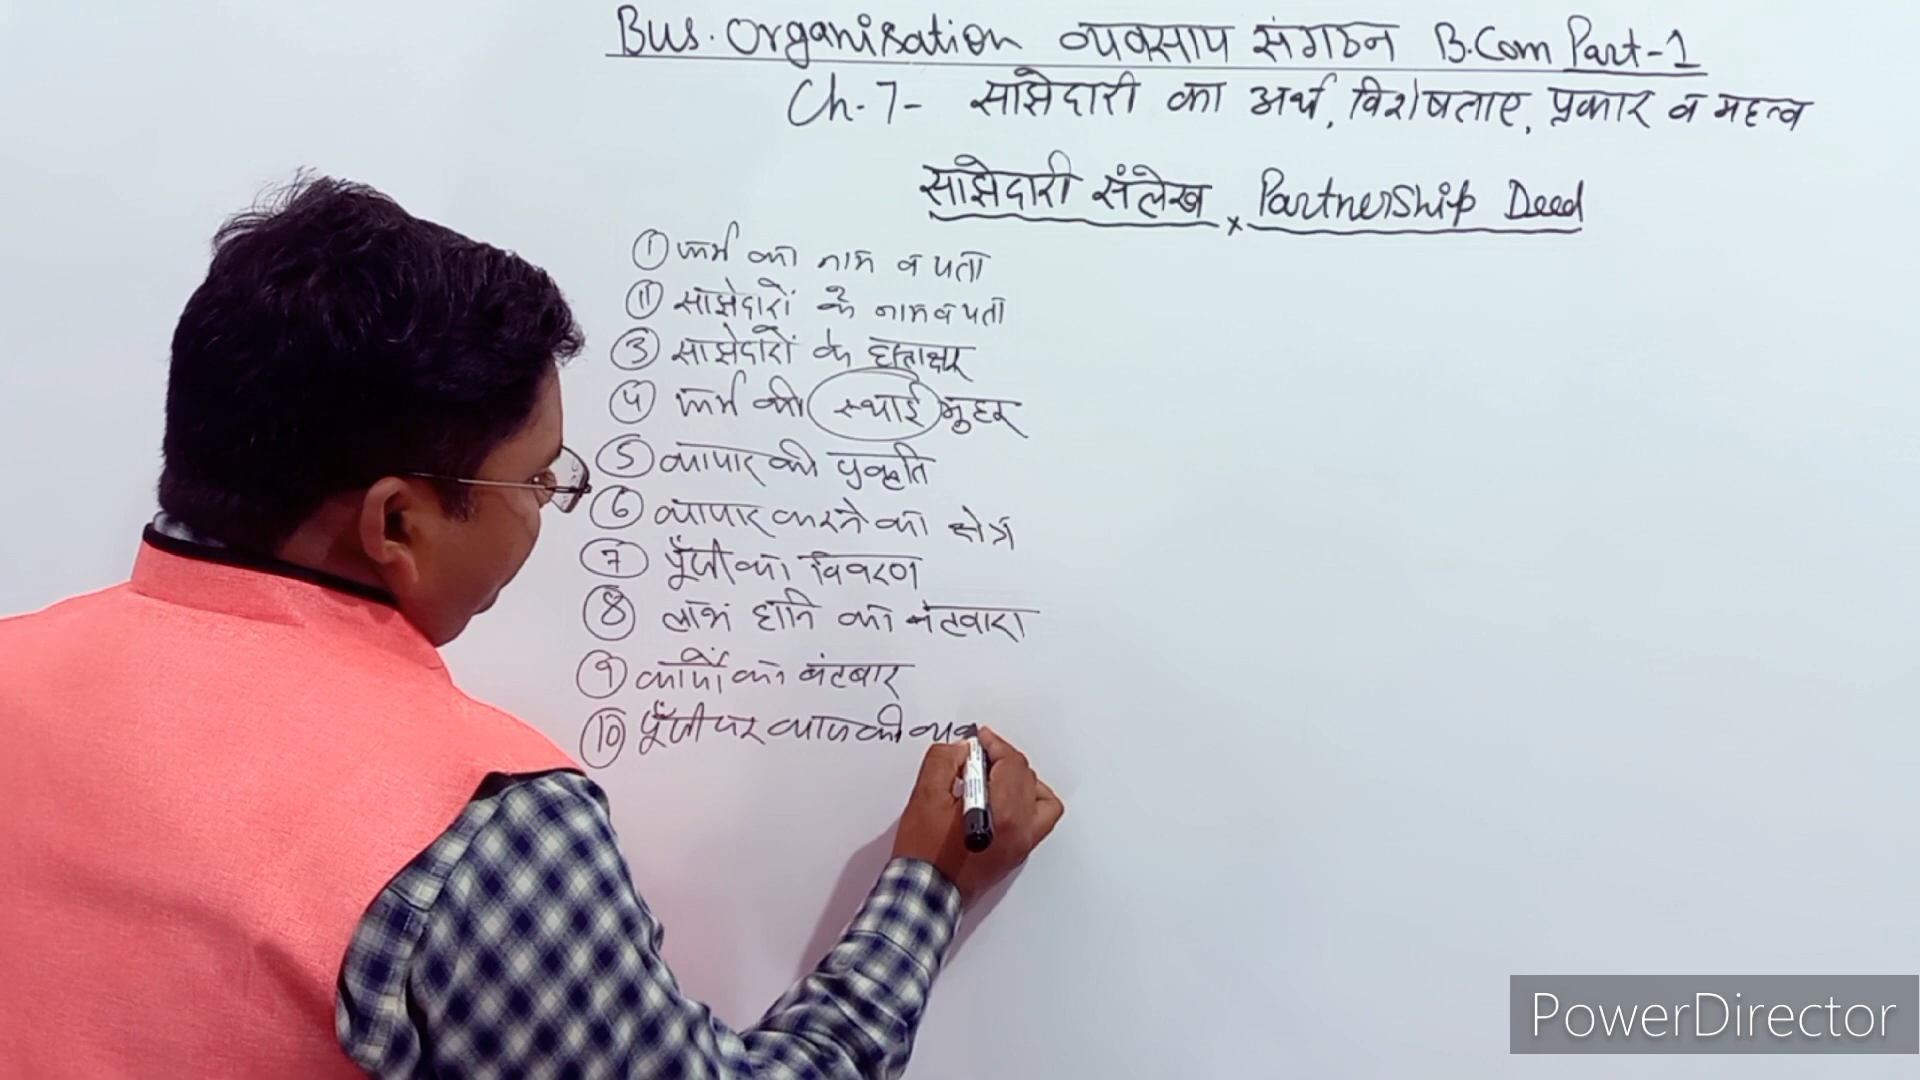 Bus. Organisation व्यवसाय संगठन B.Com Part-1
Ch-7- साझेदारी का अर्थ, विशेषताए, प्रकार व महत्व
साझेदारी संलेख × Partnership Deed
① फर्म का नाम व पता
⑪ साझेदारों के नाम व पता
③ साझेदारों के हस्ताक्षर
④ फर्म की स्थाई मुहर
⑤ व्यापार की प्रकृति
⑥ व्यापार करने का क्षेत्र
⑦ पूँजी का विवरण
⑧ लाभ हानि का बंटवारा
⑨ कार्यों का बंटबार
⑩ पूँजी पर ब्याज की व्यव
PowerDirector